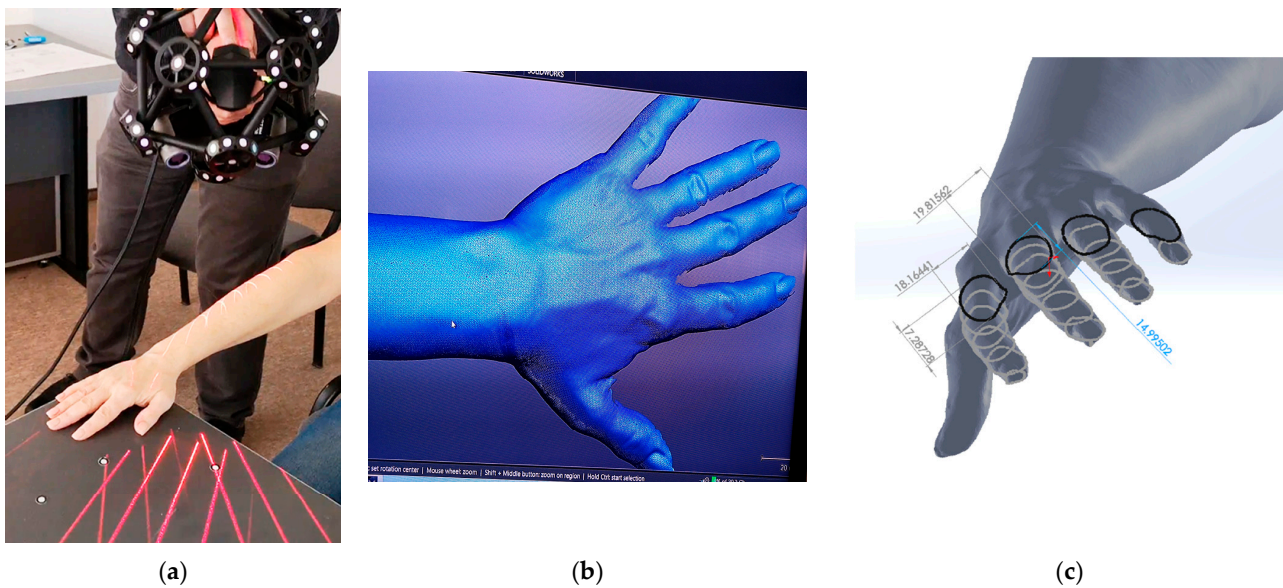 SOLIDWORKS
19.81562
18.16441
17.28728
14.99502
set rotation center | Mouse wheel: zoom | Shift + Middle button: zoom on region | Hold Ctrl start selection
20
(a)
(b)
(c)